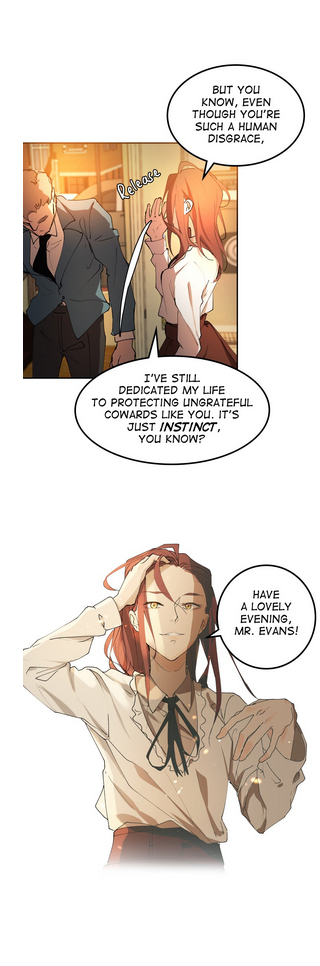 BUT YOU
KNOW, EVEN
THOUGH YOU'RE
SUCH A HUMAN
DISGRACE,
Release
I'VE STILL
DEDICATED MY LIFE
TO PROTECTING UNGRATEFUL
COWARDS LIKE YOU. IT'S
JUST INSTINCT,
YOU KNOW?
HAVE
A LOVELY
EVENING,
MR. EVANS!